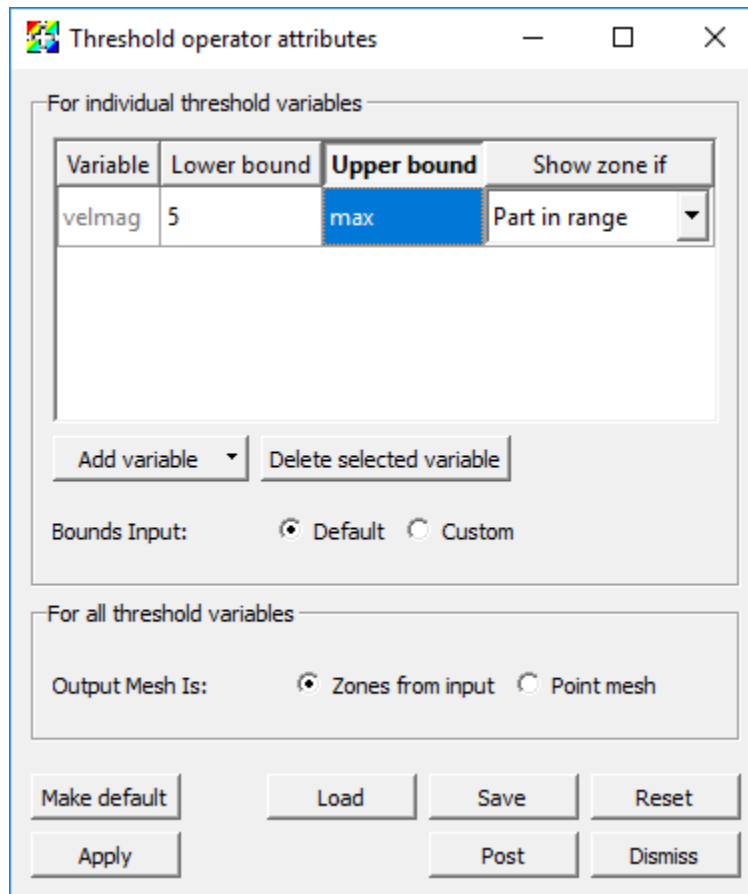 Threshold operator attributes
For individual threshold variables
Variable Lower bound Upper bound Show zone if
velmag 5 max Part in range
Add variable Delete selected variable
Bounds Input: Default Custom
For all threshold variables
Output Mesh Is: Zones from input Point mesh
Make default Load Save Reset
Apply Post Dismiss